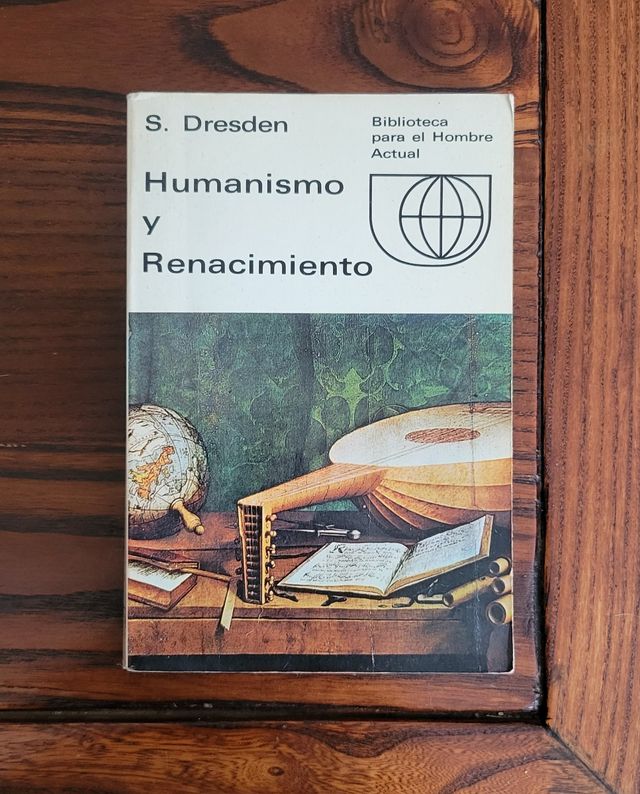 S. Dresden
Humanismo
y
Renacimiento
Biblioteca
para el Hombre
Actual